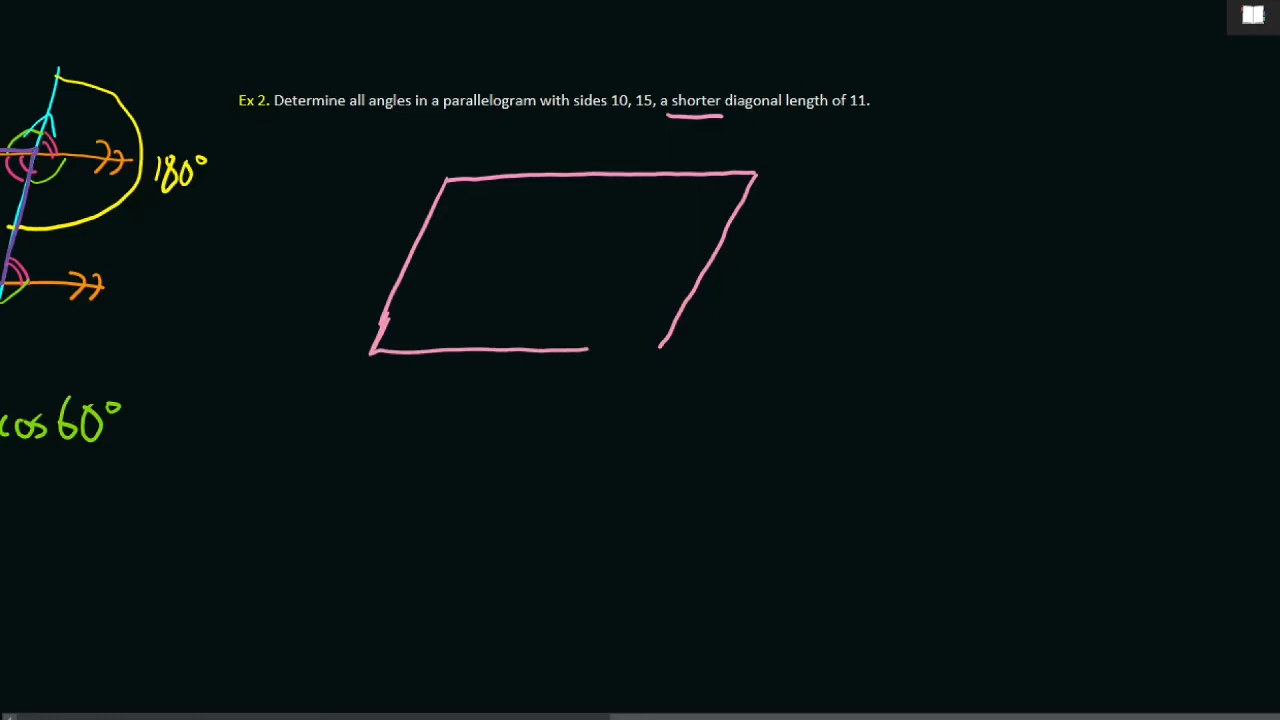 Ex 2. Determine all angles in a parallelogram with sides 10, 15, a shorter diagonal length of 11.
180°
cos 60°